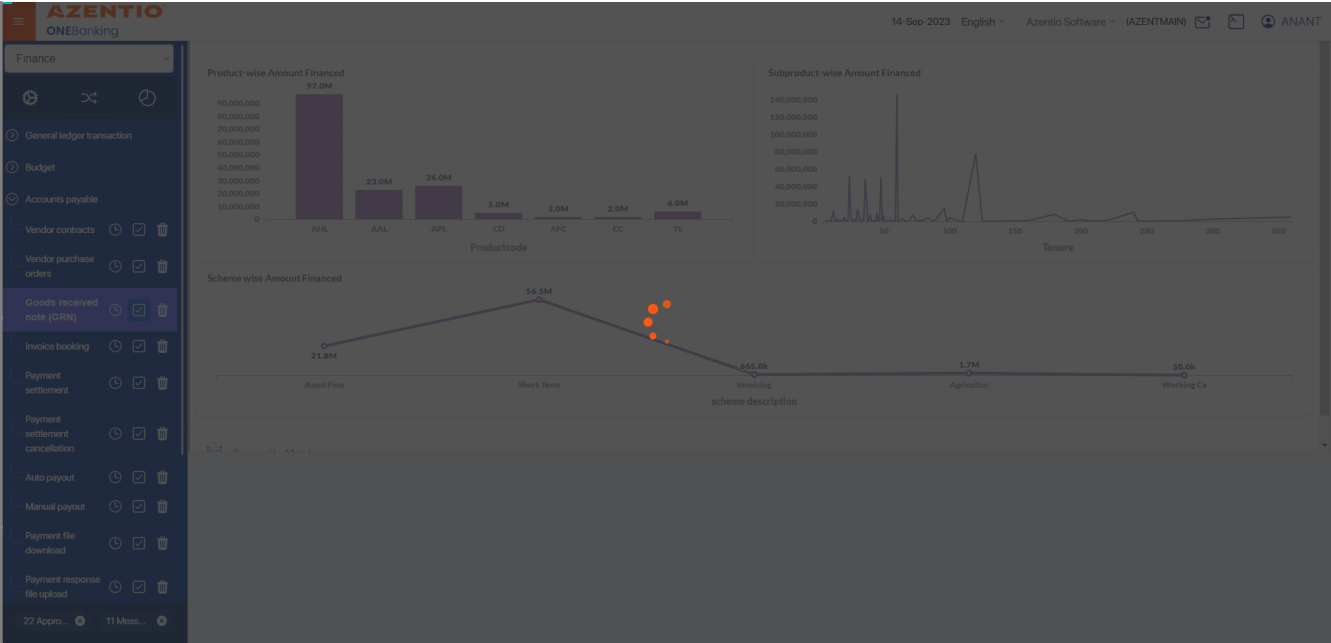 AZENTIO
ONEBanking
14-Sep-2023 English Azentio Software (AZENTMAIN) ANANT
Finance
General ledger transaction
Budget
Accounts payable
Vendor contracts
Vendor purchase
orders
Goods received
note (GRN)
Invoice booking
Payment
settlement
Payment
settlement
cancellation
Auto payout
Manual payout
Payment file
download
Payment response
file upload
22 Appro... 11 Mess...
Product-wise Amount Financed
97.0M
90,000,000
80,000,000
70,000,000
60,000,000
50,000,000
40,000,000
30,000,000
20,000,000
10,000,000
0
23.0M 26.0M 5.0M 2.0M 2.0M 6.0M
AHL AAL APL CD AFC CC TL
Productcode
Subproduct-wise Amount Financed
140,000,000
120,000,000
100,000,000
80,000,000
60,000,000
40,000,000
20,000,000
0
50 100 150 200 250 300 350
Tenure
Scheme wise Amount Financed
21.8M 56.5M 665.0k 1.7M 50.0k
Asset Fina Short Term Invoicing Agricultur Working Ca
scheme description